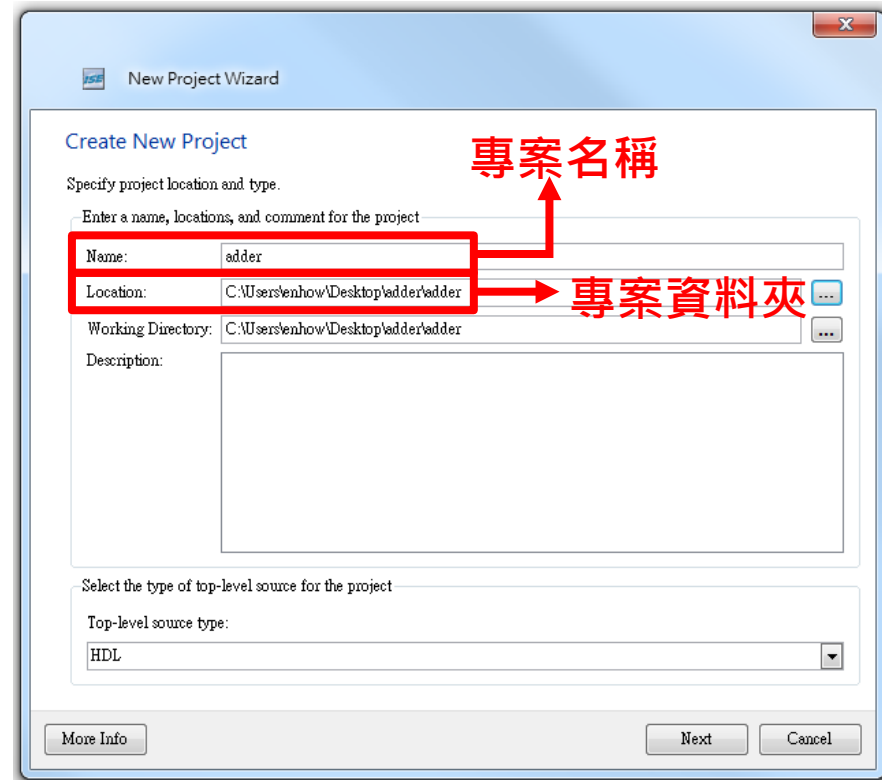 ISE
New Project Wizard
Create New Project
專案名稱
Specify project location and type.
Enter a name, locations, and comment for the project
Name: adder
Location: C:\Users\enhow\Desktop\adder\adder
專案資料夾
...
Working Directory: C:\Users\enhow\Desktop\adder\adder
...
Description:
Select the type of top-level source for the project
Top-level source type:
HDL
More Info Next Cancel